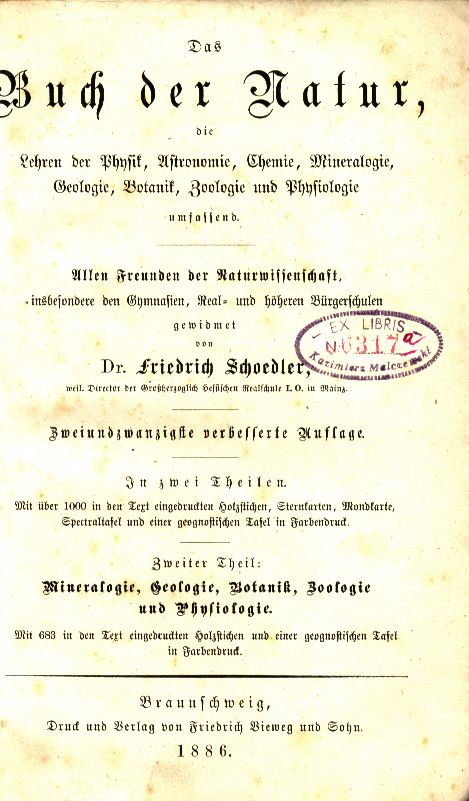 Das
Buch der Natur,
die
Lehren der Physik, Astronomie, Chemie, Mineralogie,
Geologie, Botanik, Zoologie und Physiologie
umfassend.
Allen Freunden der Naturwissenschaft,
insbesondere den Gymnasien, Real- und höheren Bürgerschulen
gewidmet
von
Dr. Friedrich Schoedler,
weil. Director der Großherzoglich Hessischen Realschule I. O. in Mainz.
EX LIBRIS
№ 6317a
Kazimierz Malczewski
Zweiundzwanzigste verbesserte Auflage.
In zwei Theilen.
Mit über 1000 in den Text eingedruckten Holzstichen, Sternkarten, Mondkarte,
Spectraltafel und einer geognostischen Tafel in Farbendruck.
Zweiter Theil:
Mineralogie, Geologie, Botanik, Zoologie
und Physiologie.
Mit 683 in den Text eingedruckten Holzstichen und einer geognostischen Tafel
in Farbendruck.
Braunschweig,
Druck und Verlag von Friedrich Vieweg und Sohn.
1886.